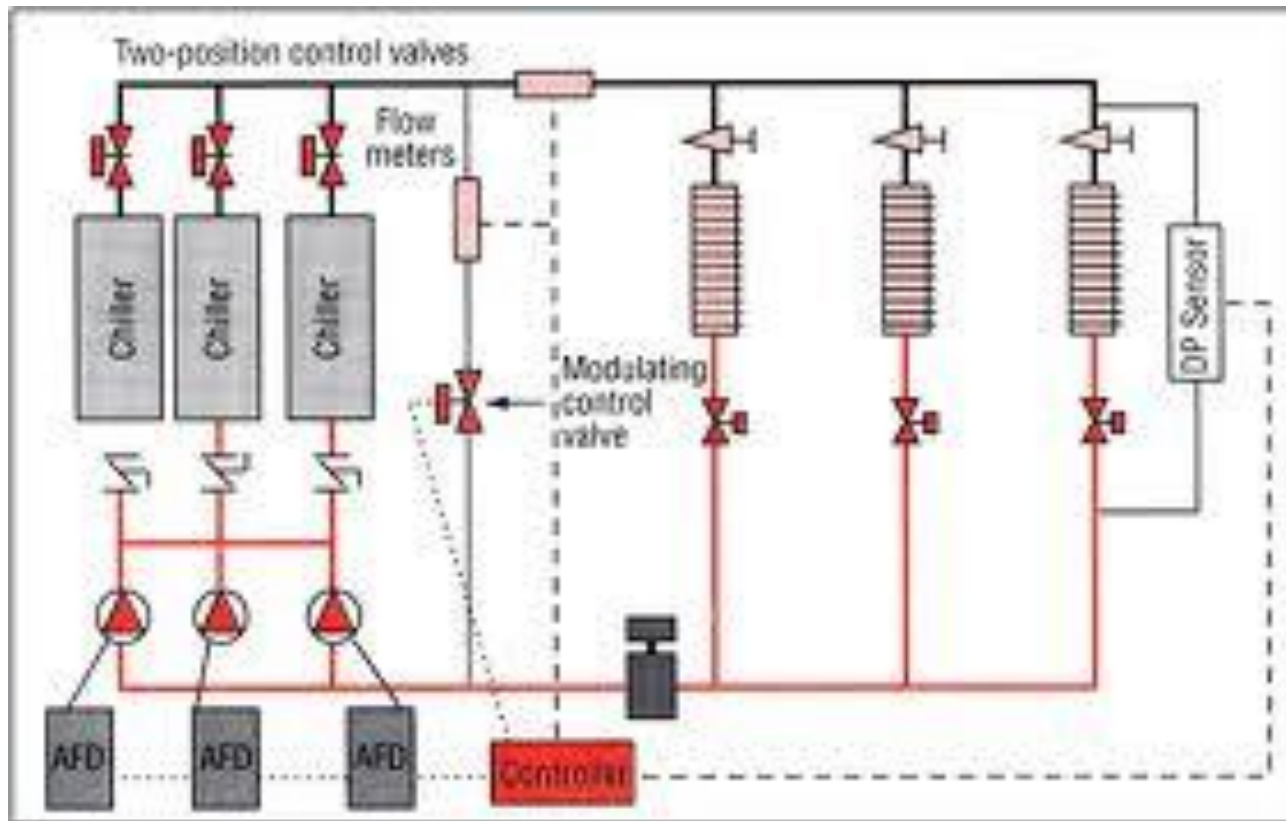 Two-position control valves
Flow
meters
Chiller
Chiller
Chiller
Modulating
control
valve
DP Sensor
AFD
AFD
AFD
Controller